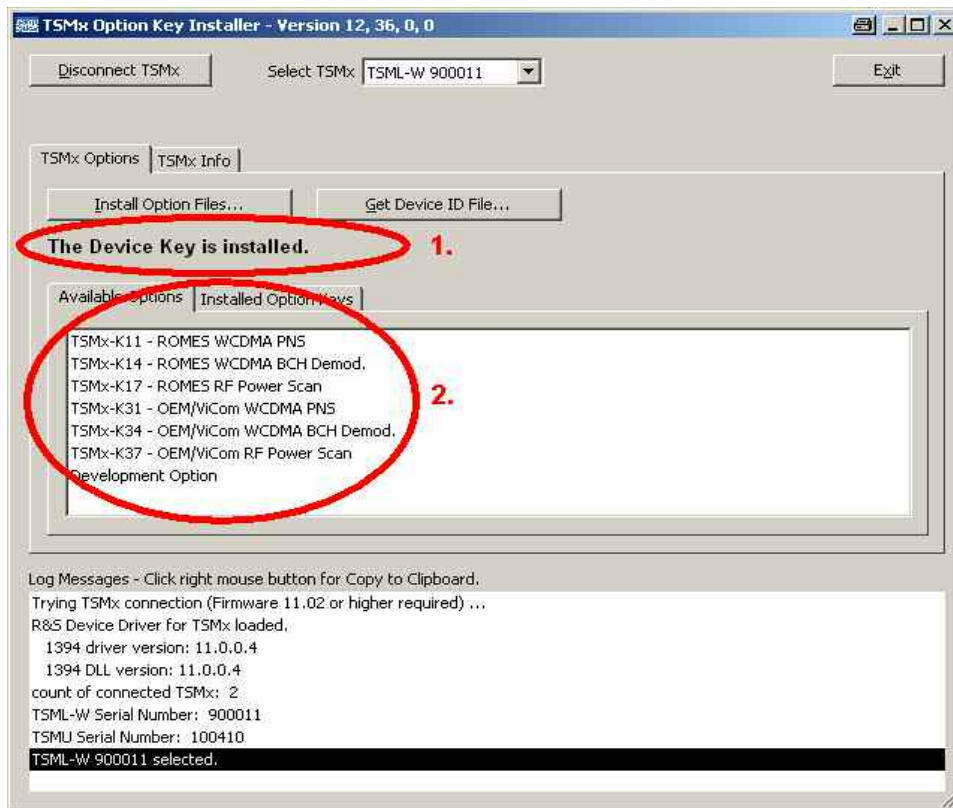 TSMx Option Key Installer - Version 12, 36, 0, 0
Disconnect TSMx
Select TSMx TSML-W 900011
Exit
TSMx Options TSMx Info
Install Option Files...
Get Device ID File...
The Device Key is installed.
1.
Available Options Installed Option Keys
TSMx-K11 - ROMES WCDMA PNS
TSMx-K14 - ROMES WCDMA BCH Demod.
TSMx-K17 - ROMES RF Power Scan
2.
TSMx-K31 - OEM/ViCom WCDMA PNS
TSMx-K34 - OEM/ViCom WCDMA BCH Demod.
TSMx-K37 - OEM/ViCom RF Power Scan
Development Option
Log Messages - Click right mouse button for Copy to Clipboard.
Trying TSMx connection (Firmware 11.02 or higher required) ...
R&S Device Driver for TSMx loaded.
1394 driver version: 11.0.0.4
1394 DLL version: 11.0.0.4
count of connected TSMx: 2
TSML-W Serial Number: 900011
TSMU Serial Number: 100410
TSML-W 900011 selected.